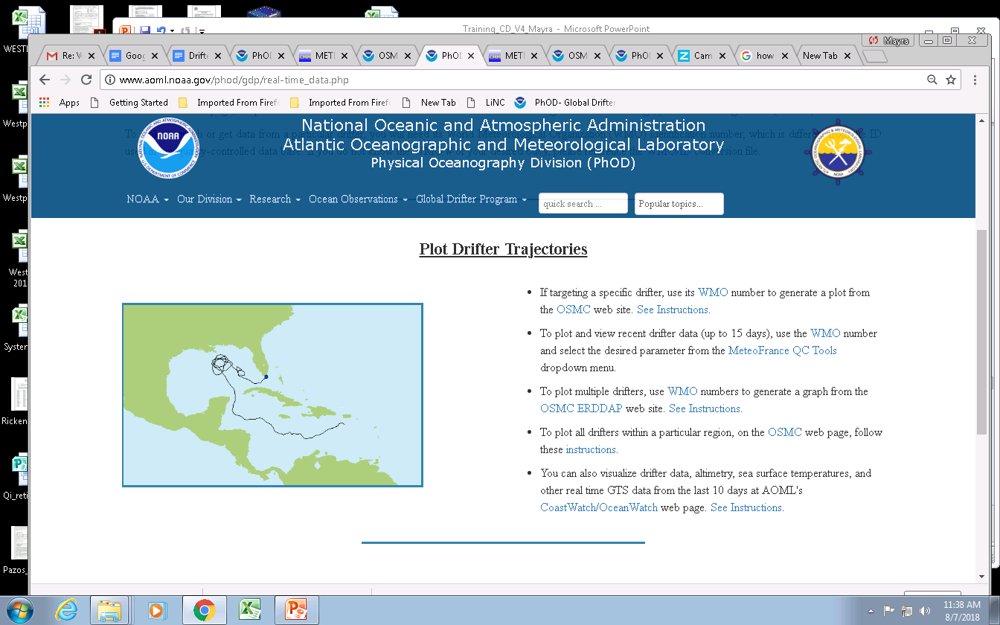 WESTI
Westp
Westp
West
201
System
Ricken
Qi_reti
Pazos_
Training_CD_V4_Mayra - Microsoft PowerPoint
Mayra
Re: V
Goog
Drifte
PhOD
METE
OSM
PhOD
METE
OSM
PhOD
Cam
how
New Tab
www.aoml.noaa.gov/phod/gdp/real-time_data.php
Apps
Getting Started
Imported From Firef
Imported From Firef
New Tab
LiNC
PhOD- Global Drifter
NOAA
National Oceanic and Atmospheric Administration
Atlantic Oceanographic and Meteorological Laboratory
Physical Oceanography Division (PhOD)
NOAA
Our Division
Research
Ocean Observations
Global Drifter Program
quick search ...
Popular topics...
Plot Drifter Trajectories
If targeting a specific drifter, use its WMO number to generate a plot from
the OSMC web site. See Instructions.
To plot and view recent drifter data (up to 15 days), use the WMO number
and select the desired parameter from the MeteoFrance QC Tools
dropdown menu.
To plot multiple drifters, use WMO numbers to generate a graph from the
OSMC ERDDAP web site. See Instructions.
To plot all drifters within a particular region, on the OSMC web page, follow
these instructions.
You can also visualize drifter data, altimetry, sea surface temperatures, and
other real time GTS data from the last 10 days at AOML's
CoastWatch/OceanWatch web page. See Instructions.
11:38 AM
8/7/2018